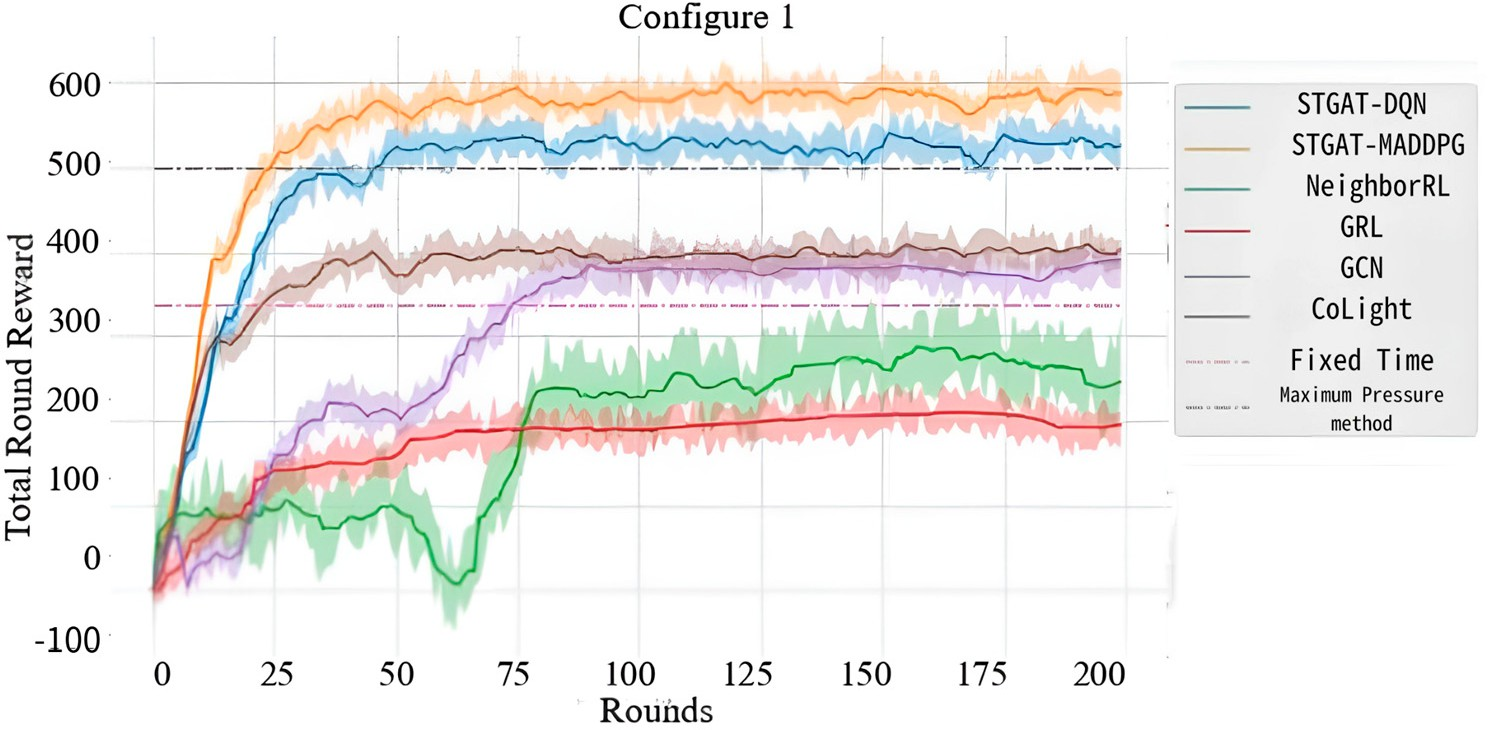 Configure 1
Total Round Reward
600
500
400
300
200
100
0
-100
0 25 50 75 100 125 150 175 200
Rounds
STGAT-DQN
STGAT-MADDPG
NeighborRL
GRL
GCN
CoLight
Fixed Time
Maximum Pressure
method